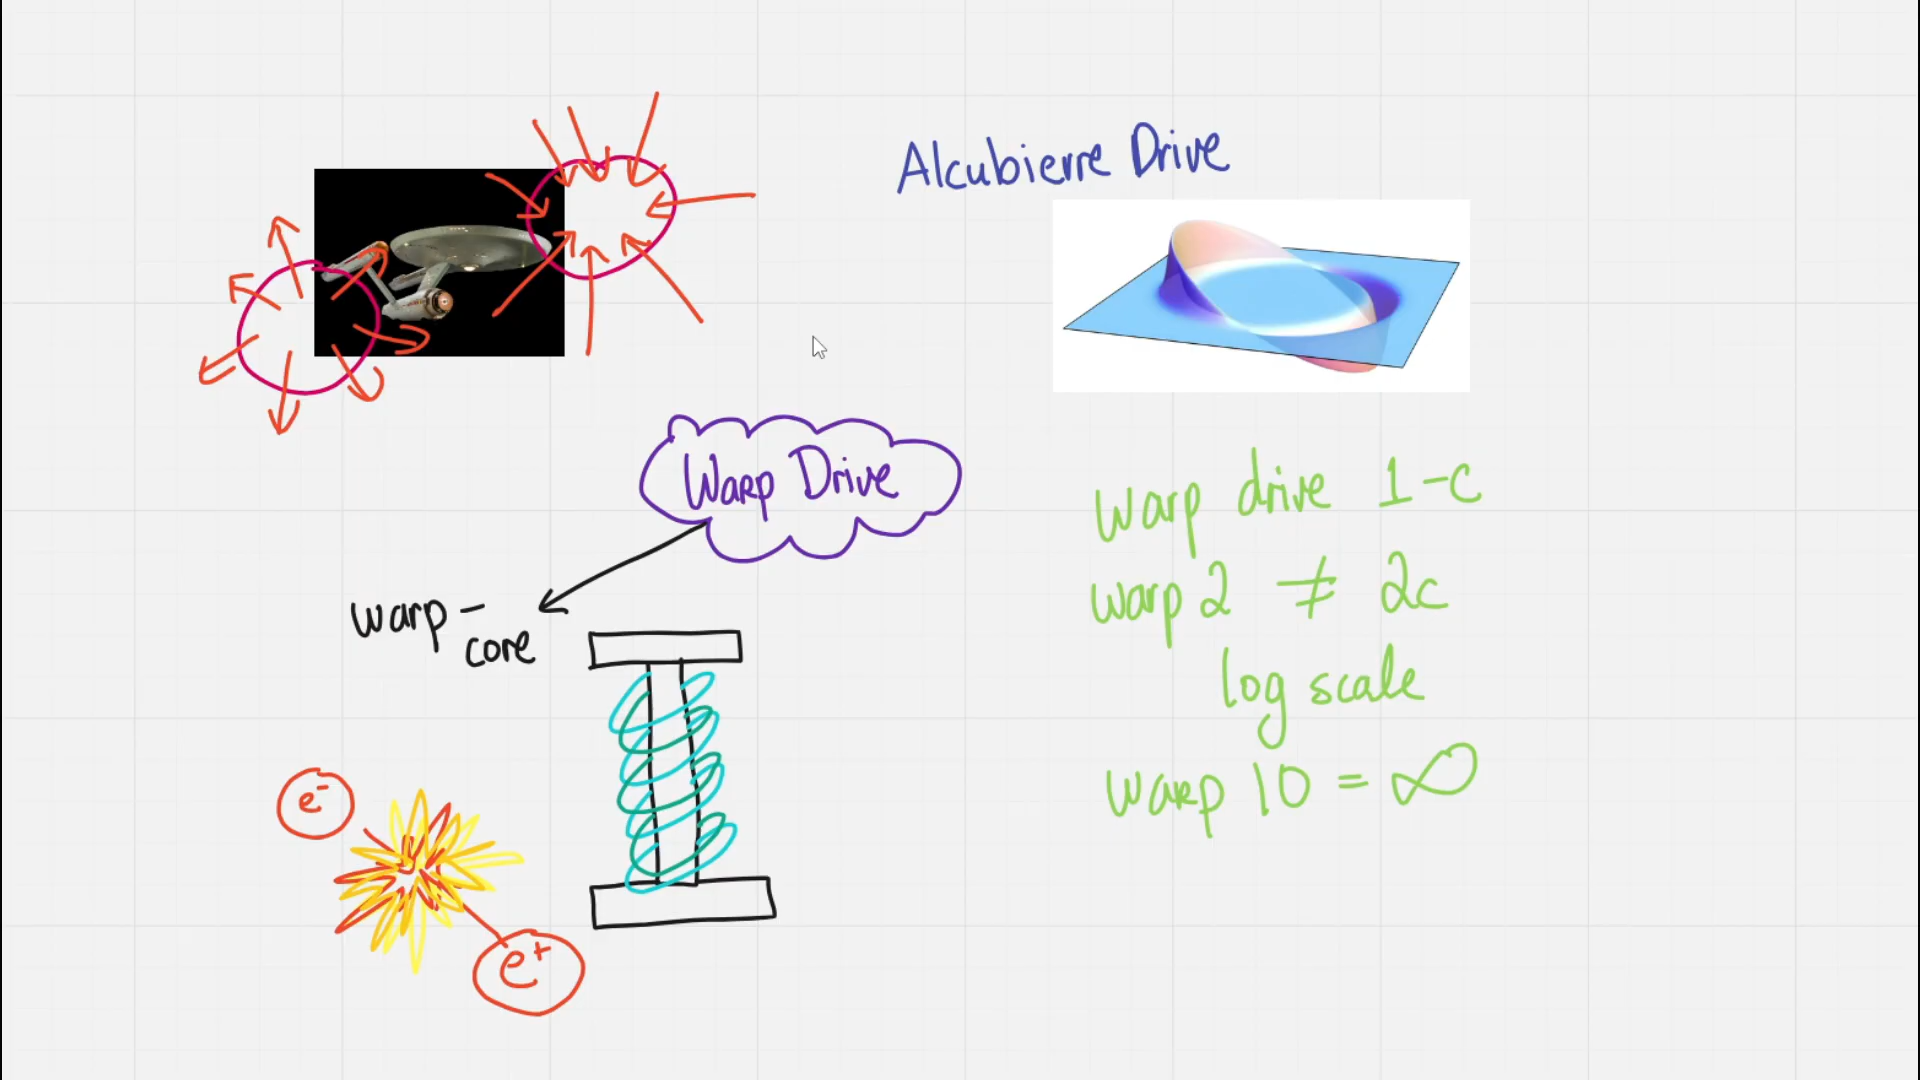 Alcubierre Drive
Warp Drive
warp-
core
e⁻
e⁺
warp drive 1-c
warp 2 ≠ 2c
log scale
warp 10 = ∞